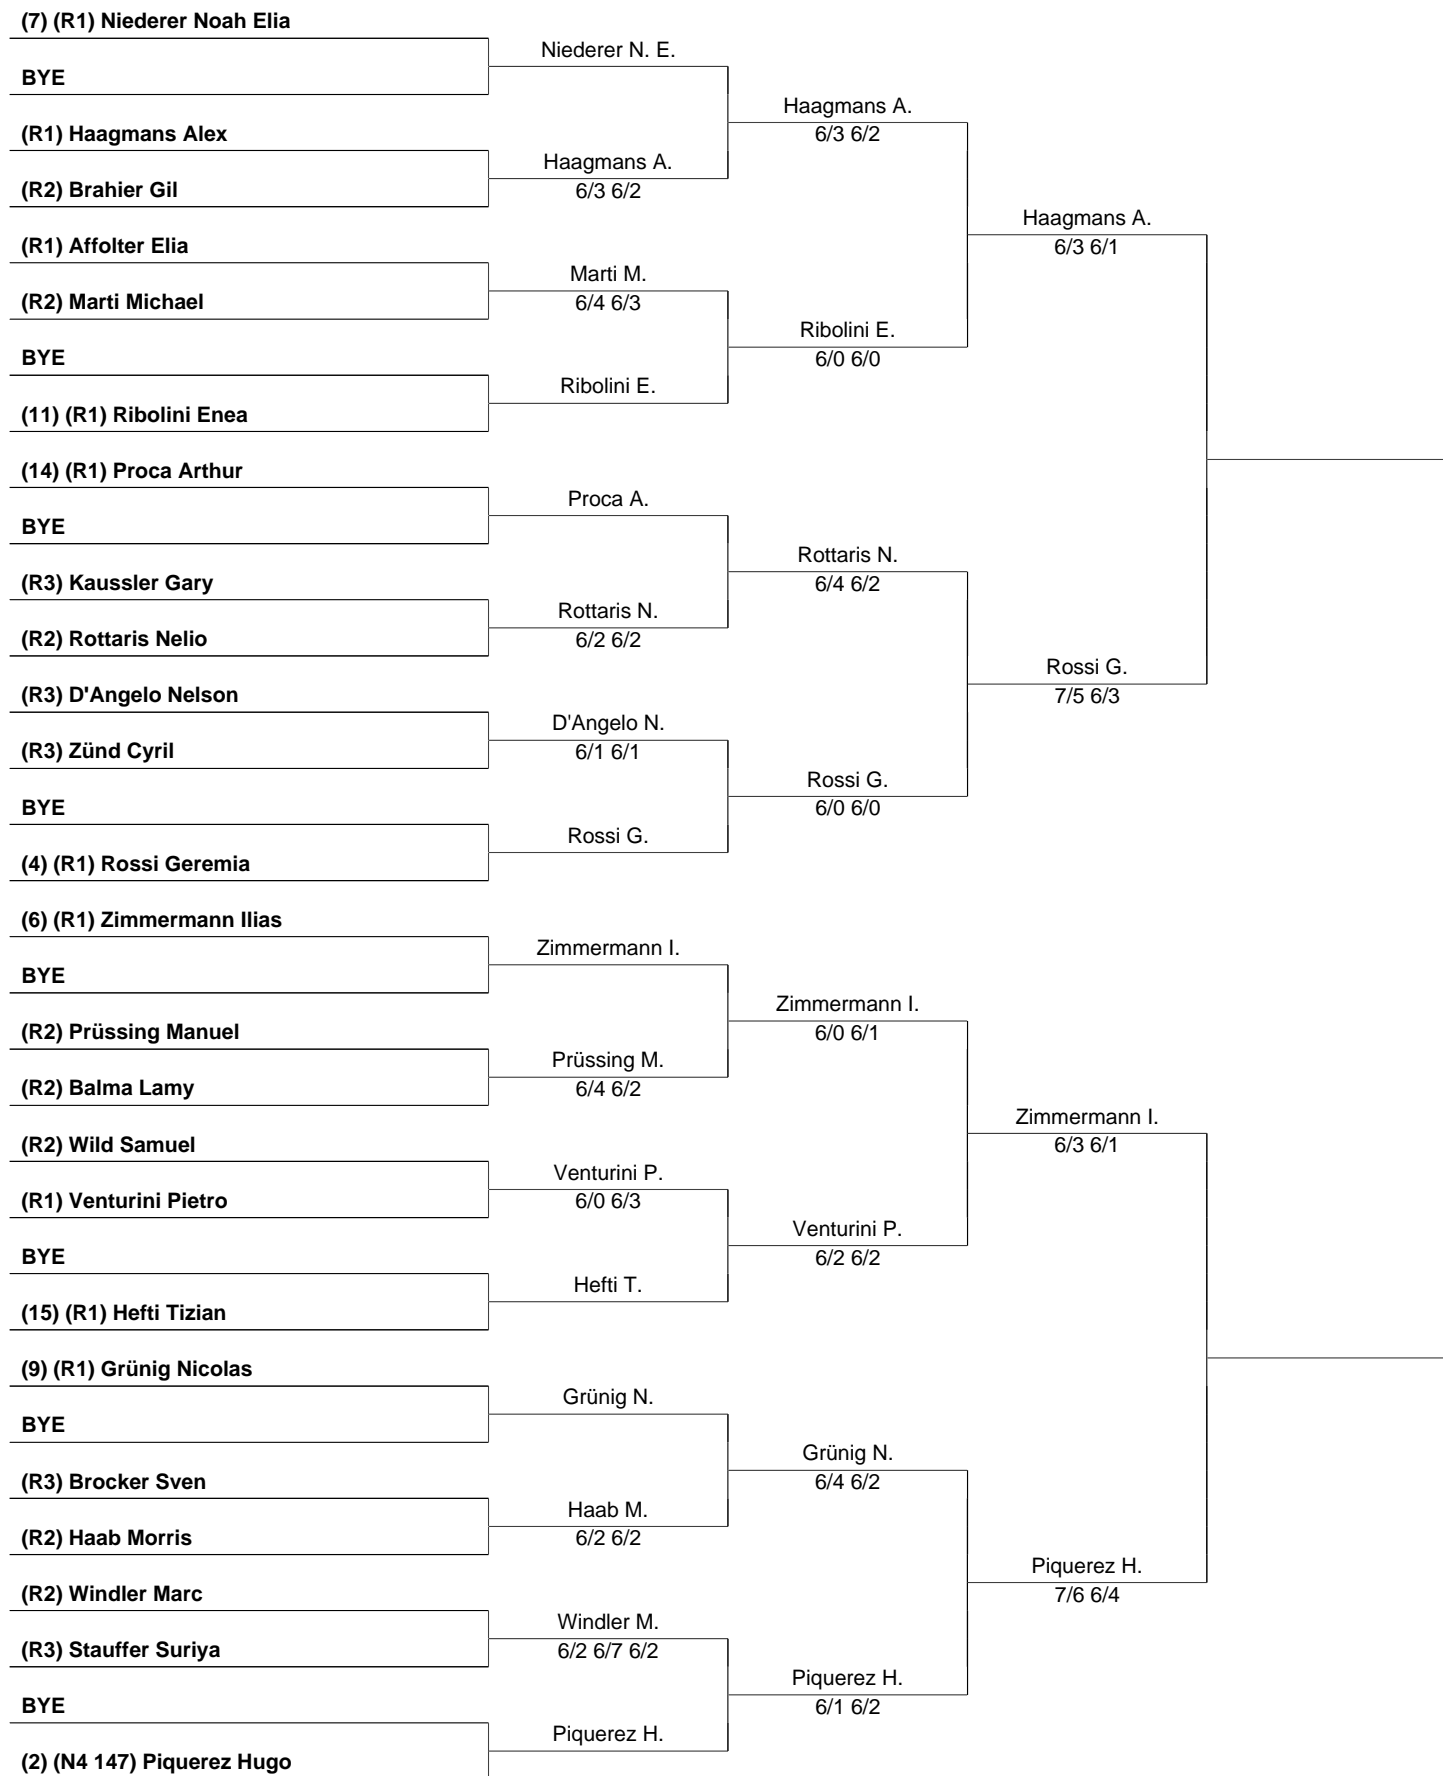 (7) (R1) Niederer Noah Elia
Niederer N. E.
BYE
Haagmans A.
6/3 6/2
(R1) Haagmans Alex
Haagmans A.
6/3 6/2
(R2) Brahier Gil
Haagmans A.
6/3 6/1
(R1) Affolter Elia
Marti M.
6/4 6/3
(R2) Marti Michael
Ribolini E.
6/0 6/0
BYE
Ribolini E.
(11) (R1) Ribolini Enea
(14) (R1) Proca Arthur
Proca A.
BYE
Rottaris N.
6/4 6/2
(R3) Kaussler Gary
Rottaris N.
6/2 6/2
(R2) Rottaris Nelio
Rossi G.
7/5 6/3
(R3) D'Angelo Nelson
D'Angelo N.
6/1 6/1
(R3) Zünd Cyril
Rossi G.
6/0 6/0
BYE
Rossi G.
(4) (R1) Rossi Geremia
(6) (R1) Zimmermann Ilias
Zimmermann I.
BYE
Zimmermann I.
6/0 6/1
(R2) Prüssing Manuel
Prüssing M.
6/4 6/2
(R2) Balma Lamy
Zimmermann I.
6/3 6/1
(R2) Wild Samuel
Venturini P.
6/0 6/3
(R1) Venturini Pietro
Venturini P.
6/2 6/2
BYE
Hefti T.
(15) (R1) Hefti Tizian
(9) (R1) Grünig Nicolas
Grünig N.
BYE
Grünig N.
6/4 6/2
(R3) Brocker Sven
Haab M.
6/2 6/2
(R2) Haab Morris
Piquerez H.
7/6 6/4
(R2) Windler Marc
Windler M.
6/2 6/7 6/2
(R3) Stauffer Suriya
Piquerez H.
6/1 6/2
BYE
Piquerez H.
(2) (N4 147) Piquerez Hugo